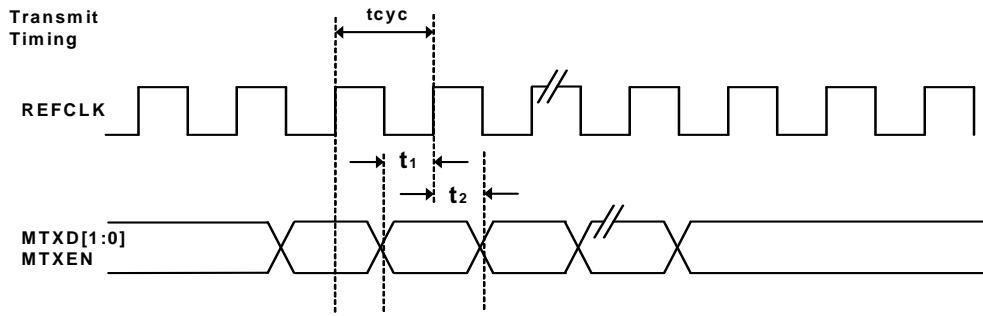 Transmit
Timing
tcyc
REFCLK
t1
t2
MTXD[1:0]
MTXEN